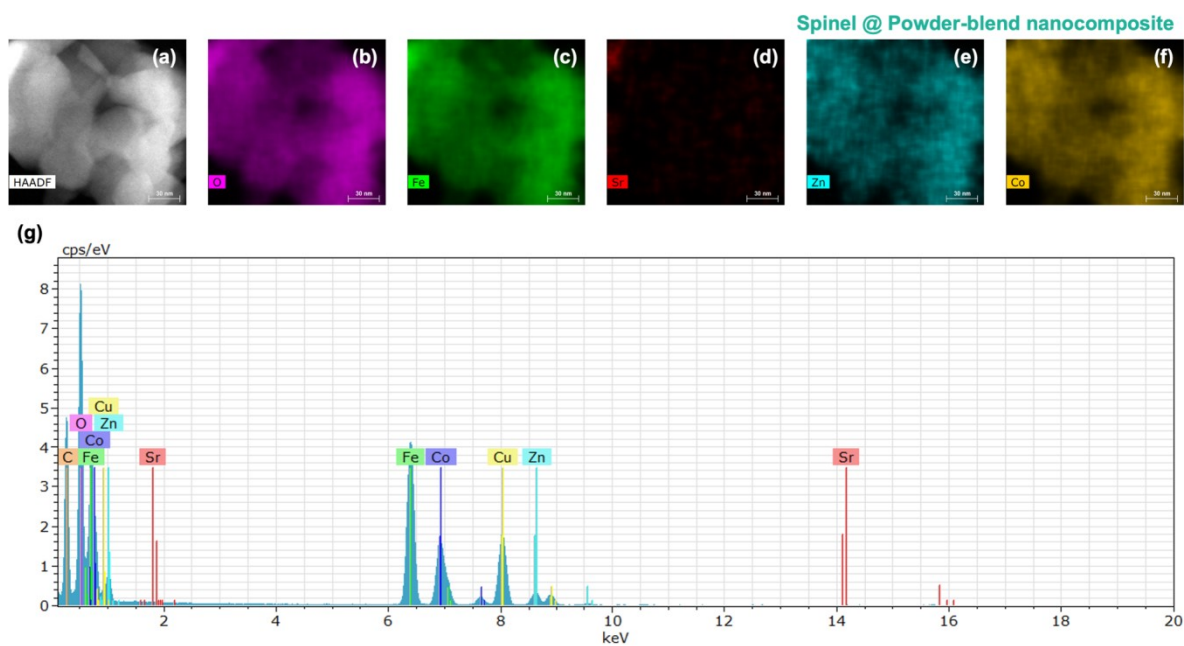 Spinel @ Powder-blend nanocomposite
(a) (b) (c) (d) (e) (f)
HAADF 30 nm O 30 nm Fe 30 nm Sr 30 nm Zn 30 nm Co 30 nm
(g)
cps/eV
8
7
6
5
Cu
O Zn
4
Co
C Fe Sr Fe Co Cu Zn Sr
3
2
1
0
2 4 6 8 10 12 14 16 18 20
keV